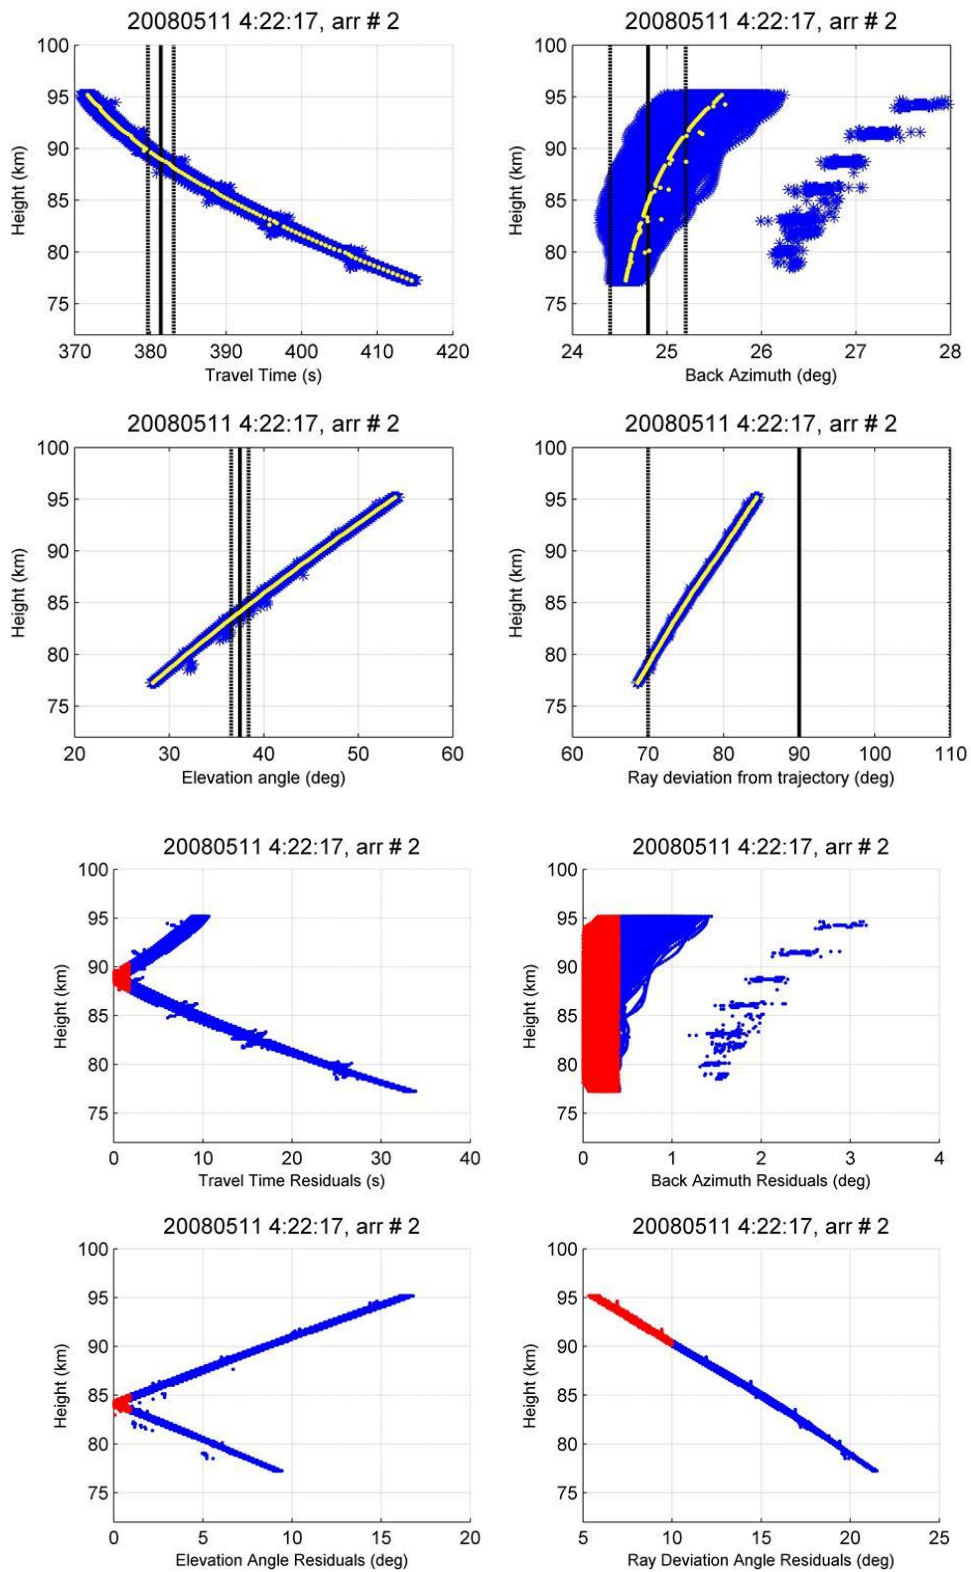 20080511 4:22:17, arr # 2
100
95
90
85
80
75
Height (km)
370 380 390 400 410 420
Travel Time (s)
20080511 4:22:17, arr # 2
100
95
90
85
80
75
Height (km)
24 25 26 27 28
Back Azimuth (deg)
20080511 4:22:17, arr # 2
100
95
90
85
80
75
Height (km)
20 30 40 50 60
Elevation angle (deg)
20080511 4:22:17, arr # 2
100
95
90
85
80
75
Height (km)
60 70 80 90 100 110
Ray deviation from trajectory (deg)
20080511 4:22:17, arr # 2
100
95
90
85
80
75
Height (km)
0 10 20 30 40
Travel Time Residuals (s)
20080511 4:22:17, arr # 2
100
95
90
85
80
75
Height (km)
0 1 2 3 4
Back Azimuth Residuals (deg)
20080511 4:22:17, arr # 2
100
95
90
85
80
75
Height (km)
0 5 10 15 20
Elevation Angle Residuals (deg)
20080511 4:22:17, arr # 2
100
95
90
85
80
75
Height (km)
5 10 15 20 25
Ray Deviation Angle Residuals (deg)